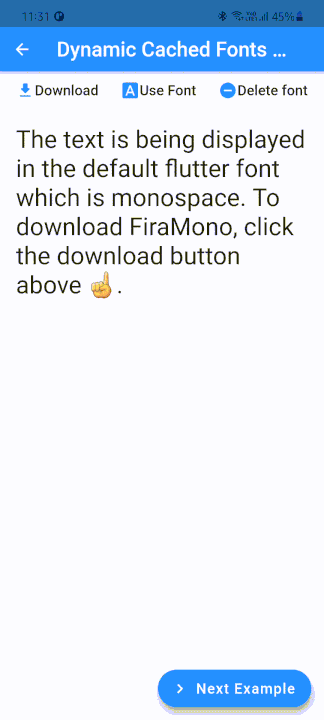 11:31 45%
Dynamic Cached Fonts ...
Download Use Font Delete font
The text is being displayed
in the default flutter font
which is monospace. To
download FiraMono, click
the download button
above ☝.
Next Example